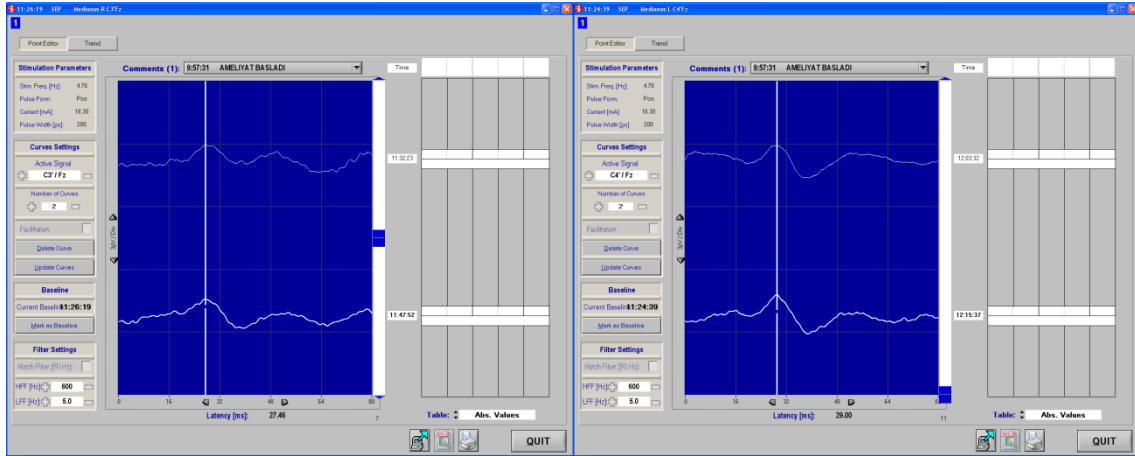 11:26:19 SEP Medianus R C3'Fz
1
Point Editor Trend
Stimulation Parameters
Stim. Freq. [Hz]: 4.70
Pulse Form: Pos
Current [mA]: 16.30
Pulse Width [µs]: 200
Curves Settings
Active Signal
C3' / Fz
Number of Curves
2
Facilitation
Delete Curve
Update Curves
Baseline
Current Baseline 11:26:19
Mark as Baseline
Filter Settings
Notch Filter [50 Hz]:
HFF [Hz]: 600
LFF [Hz]: 5.0
Comments (1): 9:57:31 AMELIYAT BASLADI
3µV / Div
0 16 32 48 64 80
Latency [ms]: 27.46
7
Time
11:32:23
11:47:52
Table: Abs. Values
QUIT
11:24:39 SEP Medianus L C4'Fz
1
Point Editor Trend
Stimulation Parameters
Stim. Freq. [Hz]: 4.70
Pulse Form: Pos
Current [mA]: 16.30
Pulse Width [µs]: 200
Curves Settings
Active Signal
C4' / Fz
Number of Curves
2
Facilitation
Delete Curve
Update Curves
Baseline
Current Baseline 11:24:39
Mark as Baseline
Filter Settings
Notch Filter [50 Hz]:
HFF [Hz]: 600
LFF [Hz]: 5.0
Comments (1): 9:57:31 AMELIYAT BASLADI
3µV / Div
0 16 32 48 64 8
Latency [ms]: 29.00
11
Time
12:03:32
12:15:37
Table: Abs. Values
QUIT